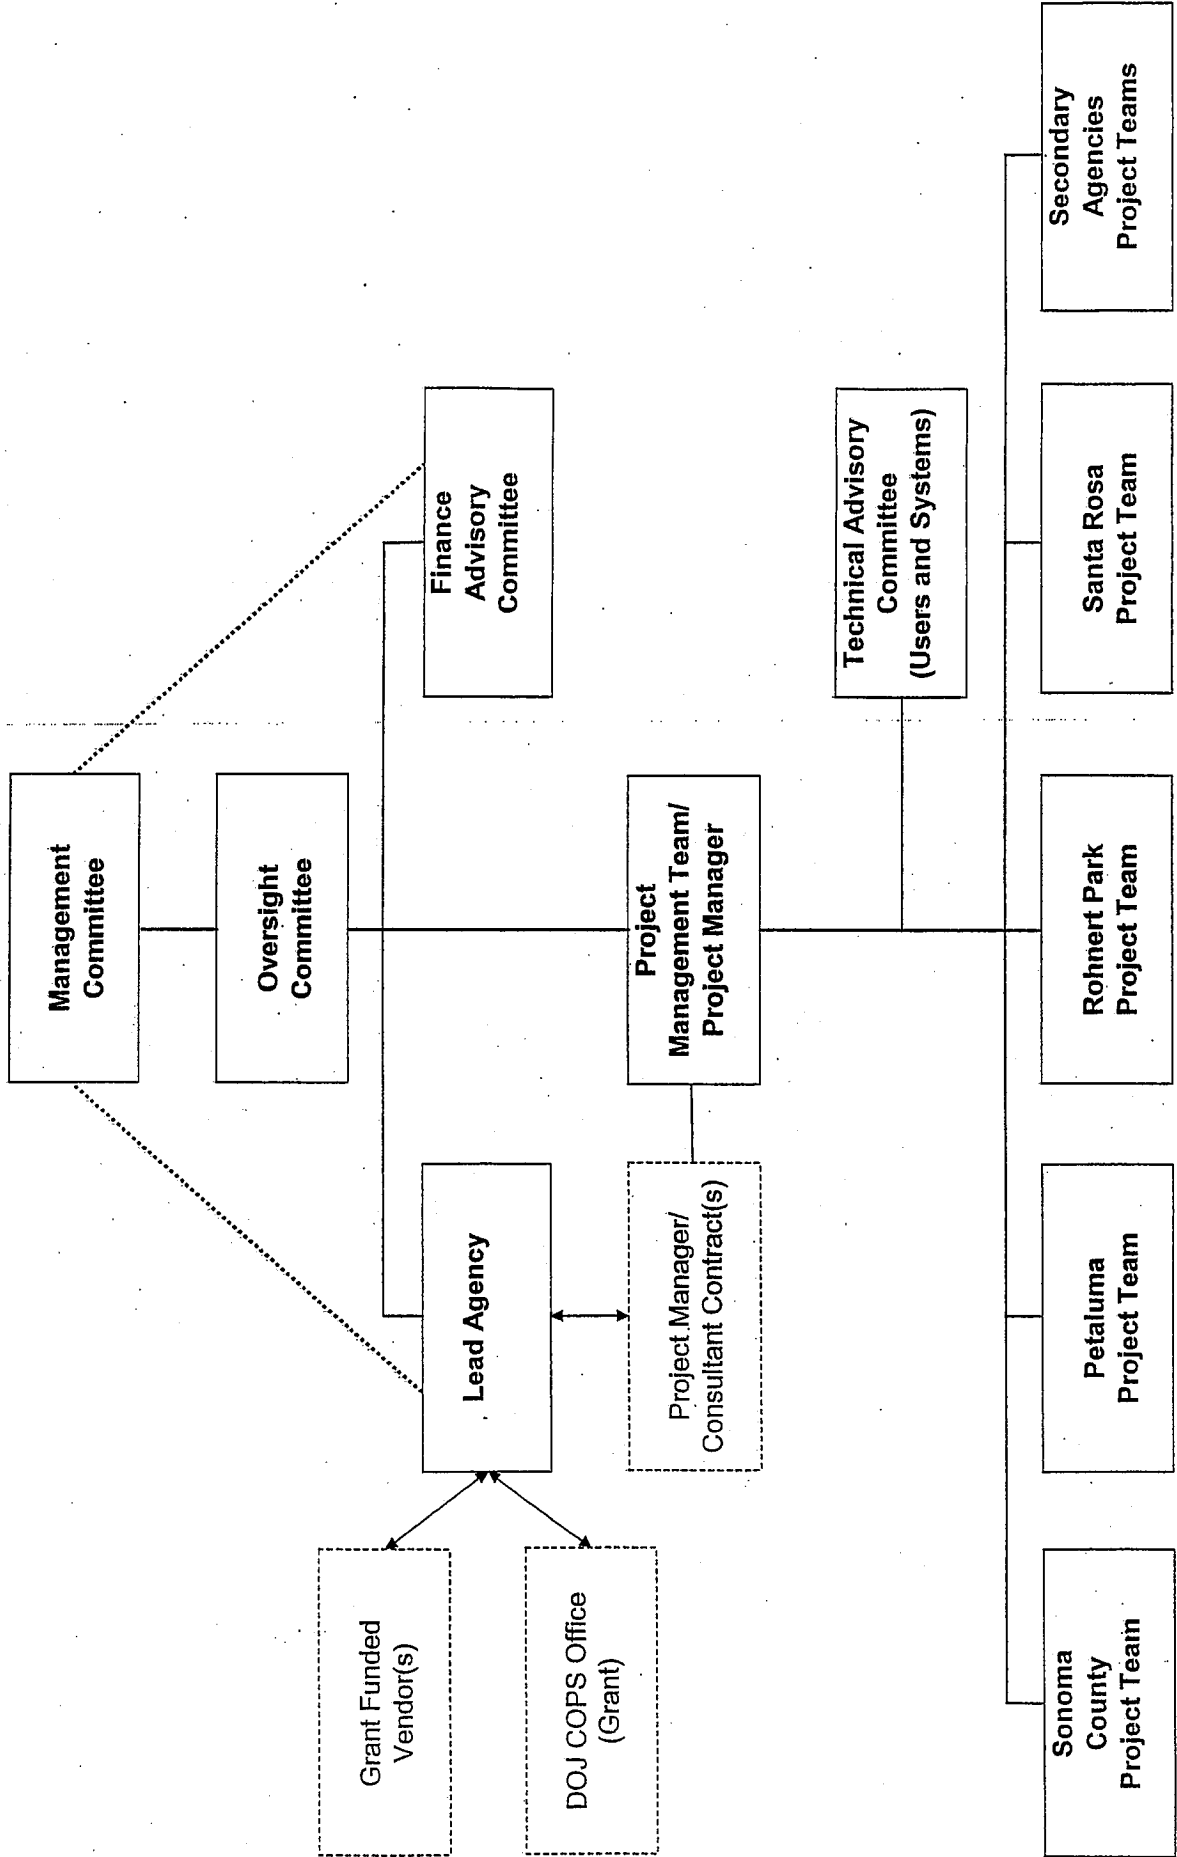 Management
Committee
Oversight
Committee
Grant Funded
Vendor(s)
DOJ COPS Office
(Grant)
Lead Agency
Finance
Advisory
Committee
Project Manager/
Consultant Contract(s)
Project
Management Team/
Project Manager
Technical Advisory
Committee
(Users and Systems)
Sonoma
County
Project Team
Petaluma
Project Team
Rohnert Park
Project Team
Santa Rosa
Project Team
Secondary
Agencies
Project Teams